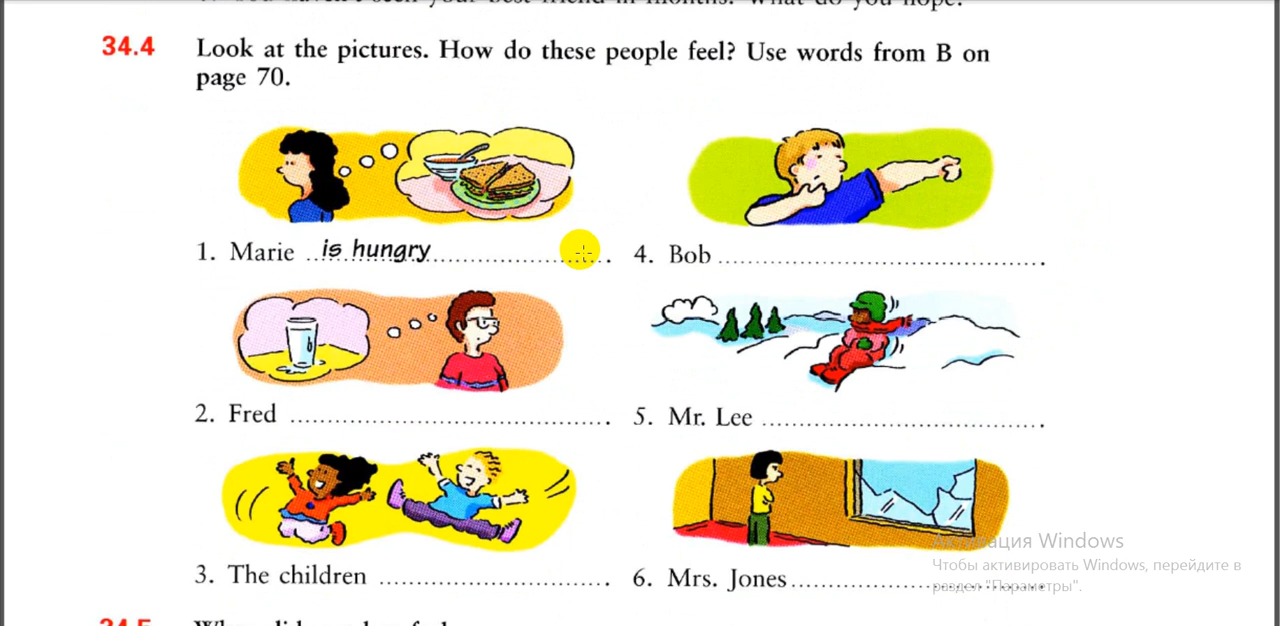 34.4 Look at the pictures. How do these people feel? Use words from B on
page 70.
1. Marie ..is hungry.............................. . 4. Bob .................................................. .
2. Fred .................................................. . 5. Mr. Lee ............................................ .
3. The children .................................... . 6. Mrs. Jones........................................ .
Активация Windows
Чтобы активировать Windows, перейдите в
раздел "Параметры".